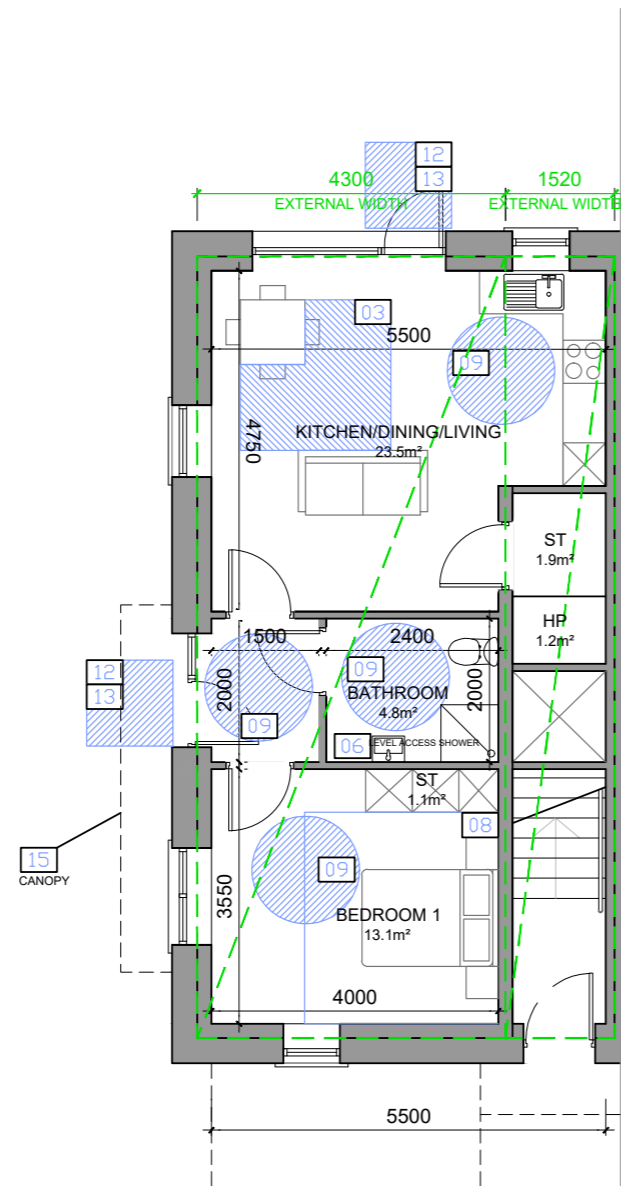 12
13
4300
1520
EXTERNAL WIDTH
EXTERNAL WIDTH
03
5500
09
4750
KITCHEN/DINING/LIVING
23.5m²
ST
1.9m²
HP
1.2m²
1500
2400
12
13
2000
09
09
BATHROOM
4.8m²
2000
06
LEVEL ACCESS SHOWER
ST
1.1m²
08
15
CANOPY
09
3550
BEDROOM 1
13.1m²
4000
5500